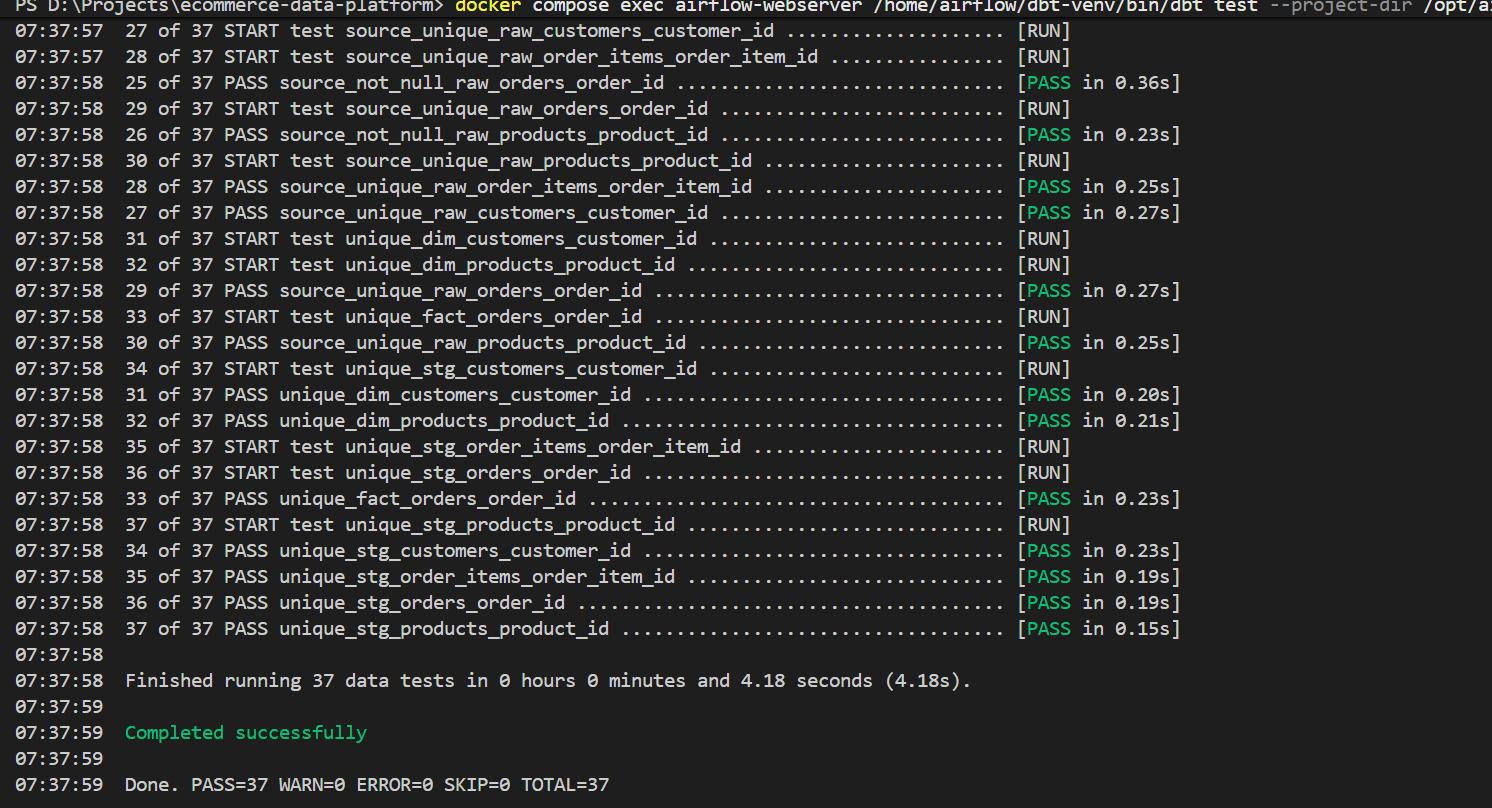 PS D:\Projects\ecommerce-data-platform> docker compose exec airflow-webserver /home/airflow/dbt-venv/bin/dbt test --project-dir
07:37:57  27 of 37 START test source_unique_raw_customers_customer_id .................... [RUN]
07:37:57  28 of 37 START test source_unique_raw_order_items_order_item_id ................ [RUN]
07:37:58  25 of 37 PASS source_not_null_raw_orders_order_id .............................. [PASS in 0.36s]
07:37:58  29 of 37 START test source_unique_raw_orders_order_id .......................... [RUN]
07:37:58  26 of 37 PASS source_not_null_raw_products_product_id .......................... [PASS in 0.23s]
07:37:58  30 of 37 START test source_unique_raw_products_product_id ...................... [RUN]
07:37:58  28 of 37 PASS source_unique_raw_order_items_order_item_id ...................... [PASS in 0.25s]
07:37:58  27 of 37 PASS source_unique_raw_customers_customer_id .......................... [PASS in 0.27s]
07:37:58  31 of 37 START test unique_dim_customers_customer_id ........................... [RUN]
07:37:58  32 of 37 START test unique_dim_products_product_id ............................. [RUN]
07:37:58  29 of 37 PASS source_unique_raw_orders_order_id ................................ [PASS in 0.27s]
07:37:58  33 of 37 START test unique_fact_orders_order_id ................................ [RUN]
07:37:58  30 of 37 PASS source_unique_raw_products_product_id ............................ [PASS in 0.25s]
07:37:58  34 of 37 START test unique_stg_customers_customer_id ........................... [RUN]
07:37:58  31 of 37 PASS unique_dim_customers_customer_id ................................. [PASS in 0.20s]
07:37:58  32 of 37 PASS unique_dim_products_product_id ................................... [PASS in 0.21s]
07:37:58  35 of 37 START test unique_stg_order_items_order_item_id ....................... [RUN]
07:37:58  36 of 37 START test unique_stg_orders_order_id ................................. [RUN]
07:37:58  33 of 37 PASS unique_fact_orders_order_id ...................................... [PASS in 0.23s]
07:37:58  37 of 37 START test unique_stg_products_product_id ............................. [RUN]
07:37:58  34 of 37 PASS unique_stg_customers_customer_id ................................. [PASS in 0.23s]
07:37:58  35 of 37 PASS unique_stg_order_items_order_item_id ............................. [PASS in 0.19s]
07:37:58  36 of 37 PASS unique_stg_orders_order_id ....................................... [PASS in 0.19s]
07:37:58  37 of 37 PASS unique_stg_products_product_id ................................... [PASS in 0.15s]
07:37:58
07:37:58  Finished running 37 data tests in 0 hours 0 minutes and 4.18 seconds (4.18s).
07:37:59
07:37:59  Completed successfully
07:37:59
07:37:59  Done. PASS=37 WARN=0 ERROR=0 SKIP=0 TOTAL=37